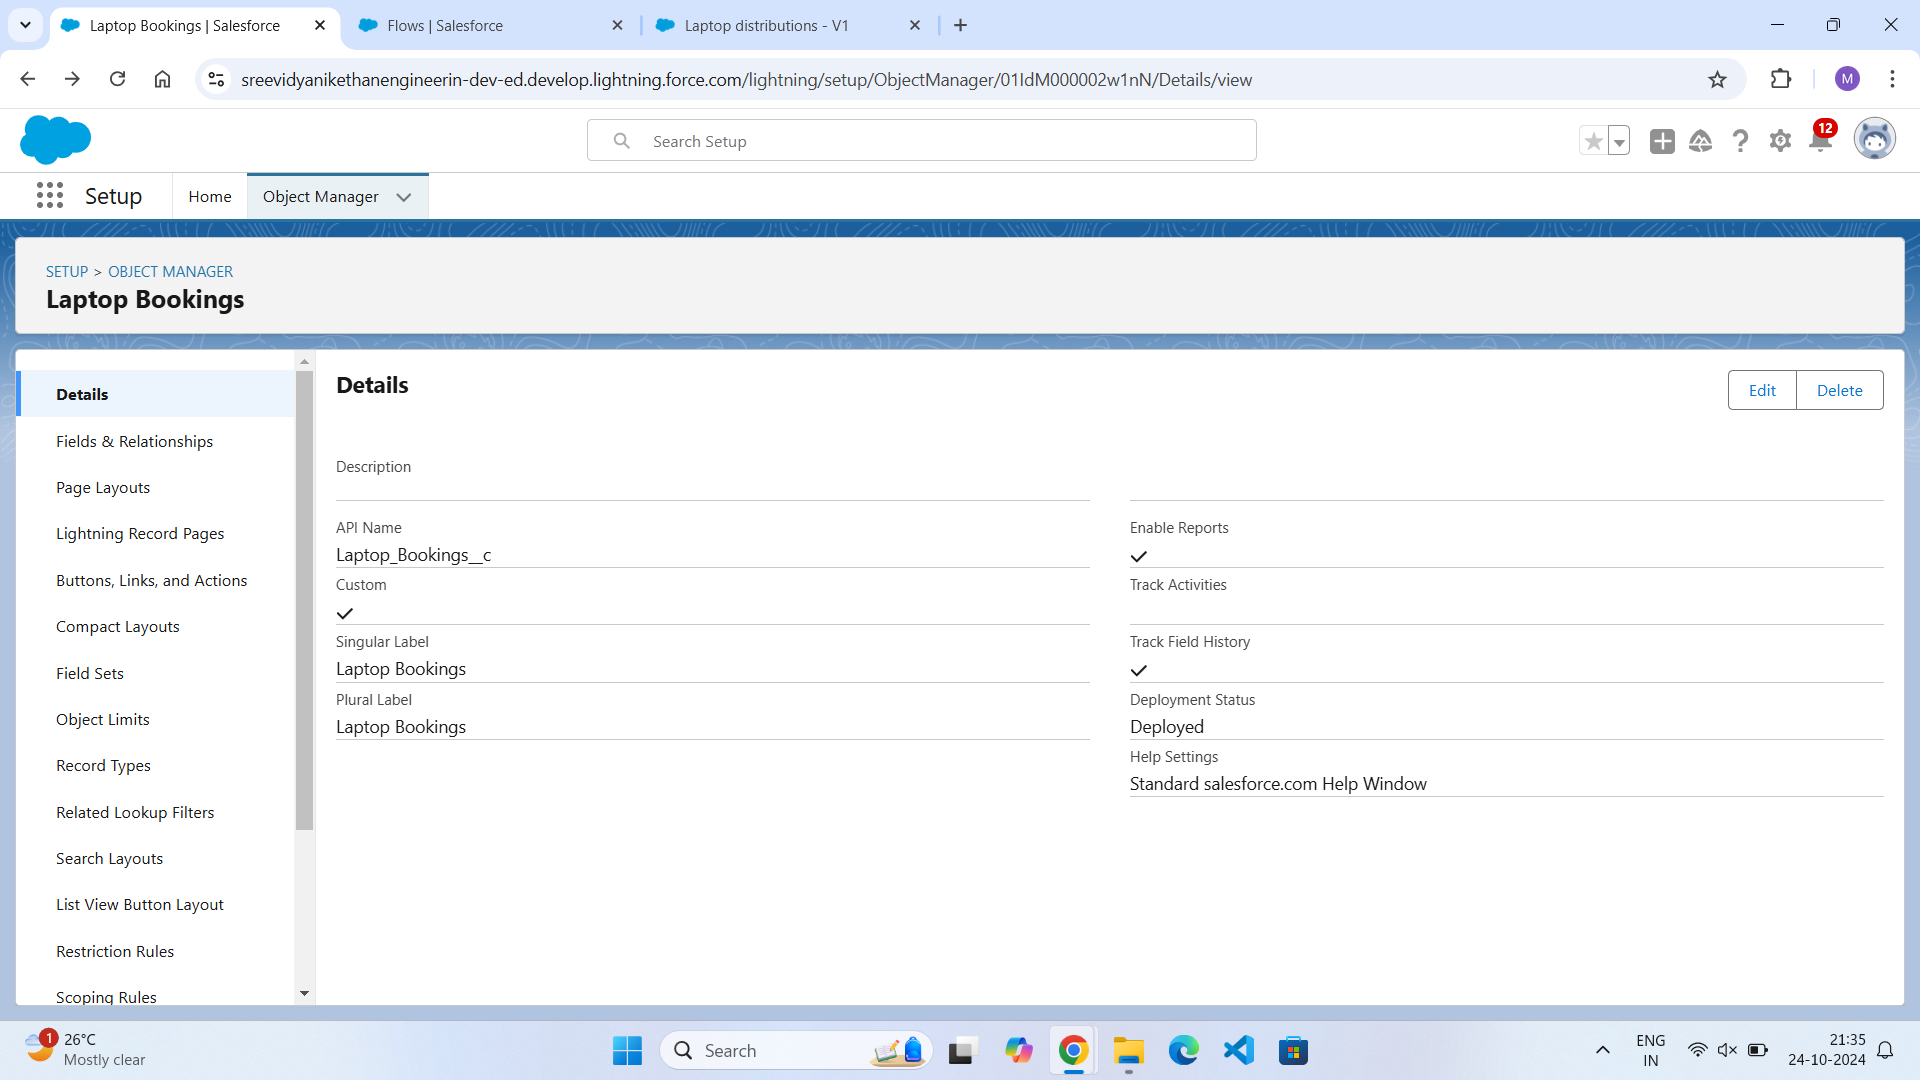 Laptop Bookings | Salesforce
Flows | Salesforce
Laptop distributions - V1
sreevidyanikethanengineerin-dev-ed.develop.lightning.force.com/lightning/setup/ObjectManager/01IdM000002w1nN/Details/view
M
Search Setup
12
Setup
Home
Object Manager
SETUP > OBJECT MANAGER
Laptop Bookings
Details
Fields & Relationships
Page Layouts
Lightning Record Pages
Buttons, Links, and Actions
Compact Layouts
Field Sets
Object Limits
Record Types
Related Lookup Filters
Search Layouts
List View Button Layout
Restriction Rules
Scoping Rules
Details
Edit
Delete
Description
API Name
Laptop_Bookings__c
Custom
Singular Label
Laptop Bookings
Plural Label
Laptop Bookings
Enable Reports
Track Activities
Track Field History
Deployment Status
Deployed
Help Settings
Standard salesforce.com Help Window
1
26°C
Mostly clear
Search
ENG
IN
21:35
24-10-2024